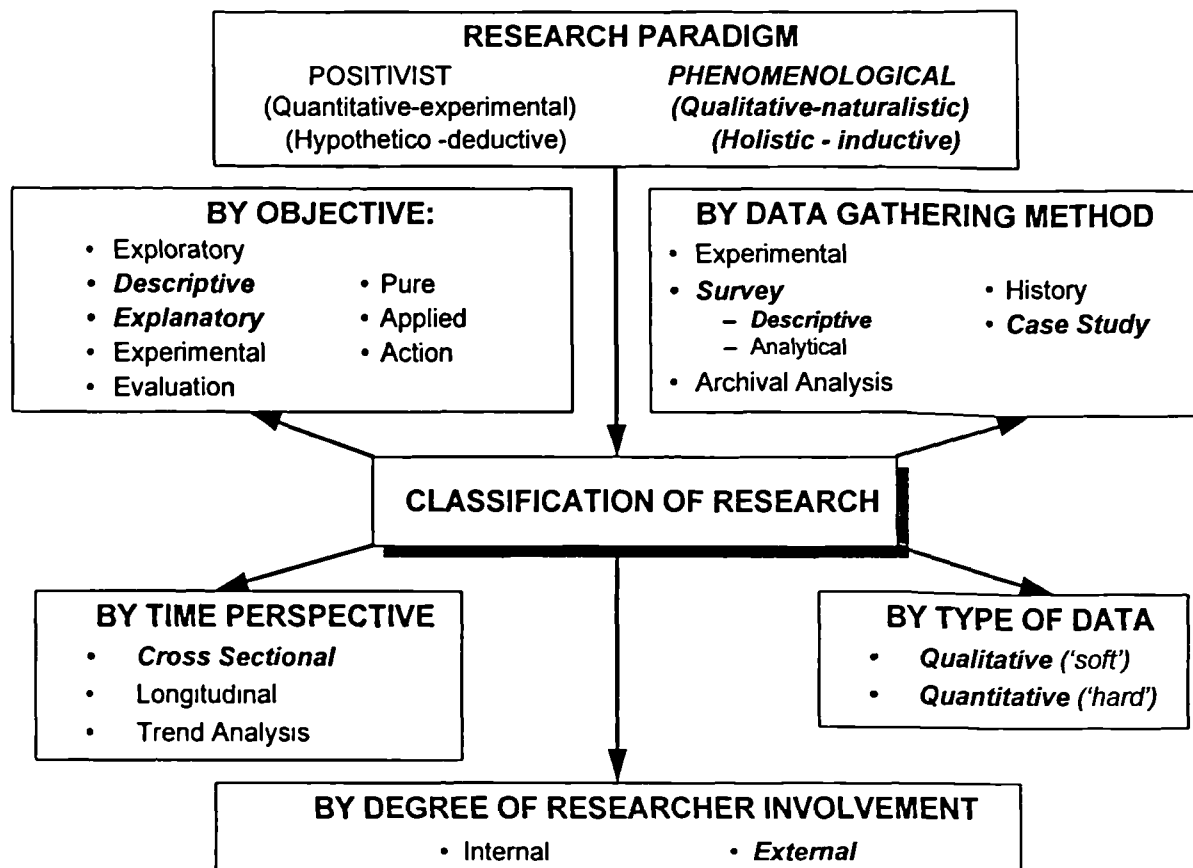 RESEARCH PARADIGM
POSITIVIST PHENOMENOLOGICAL
(Quantitative-experimental) (Qualitative-naturalistic)
(Hypothetico -deductive) (Holistic - inductive)
BY OBJECTIVE:
• Exploratory
• Descriptive • Pure
• Explanatory • Applied
• Experimental • Action
• Evaluation
BY DATA GATHERING METHOD
• Experimental
• Survey • History
– Descriptive • Case Study
– Analytical
• Archival Analysis
CLASSIFICATION OF RESEARCH
BY TIME PERSPECTIVE
• Cross Sectional
• Longitudinal
• Trend Analysis
BY TYPE OF DATA
• Qualitative ('soft')
• Quantitative ('hard')
BY DEGREE OF RESEARCHER INVOLVEMENT
• Internal • External